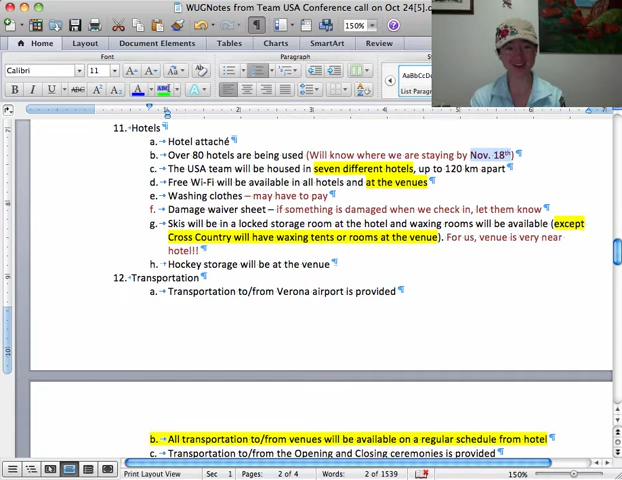 WUGNotes from Team USA Conference call on Oct 24[5].d
150%
Home Layout Document Elements Tables Charts SmartArt Review
Font Paragraph
Calibri 11 A A Aa
B I U ABC A A
AaBbCcDdEe
List Parag
11. Hotels
a. Hotel attaché
b. Over 80 hotels are being used (Will know where we are staying by Nov. 18th)
c. The USA team will be housed in seven different hotels, up to 120 km apart
d. Free Wi-Fi will be available in all hotels and at the venues
e. Washing clothes – may have to pay
f. Damage waiver sheet – if something is damaged when we check in, let them know
g. Skis will be in a locked storage room at the hotel and waxing rooms will be available (except
Cross Country will have waxing tents or rooms at the venue). For us, venue is very near
hotel!!
h. Hockey storage will be at the venue
12. Transportation
a. Transportation to/from Verona airport is provided
b. All transportation to/from venues will be available on a regular schedule from hotel
c. Transportation to/from the Opening and Closing ceremonies is provided
Print Layout View Sec 1 Pages: 2 of 4 Words: 2 of 1539 150%